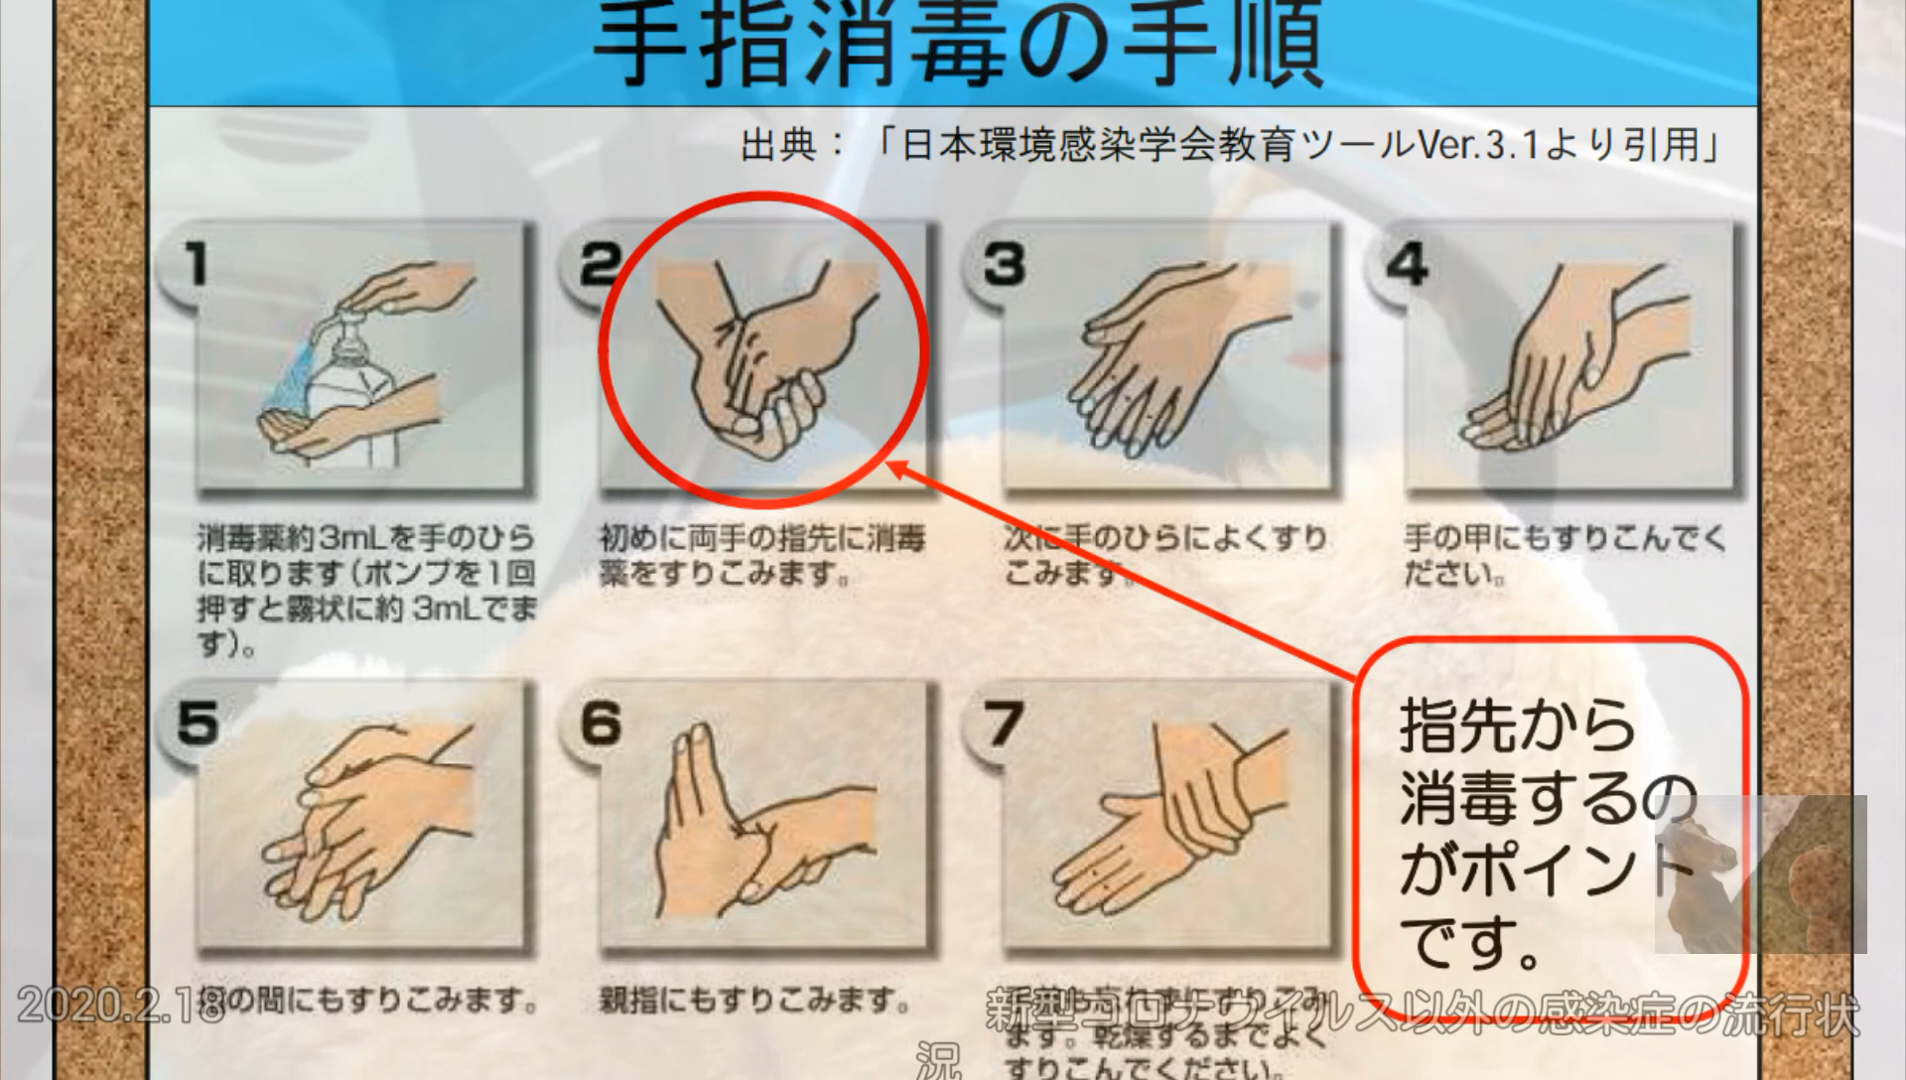 手指消毒の手順
出典：「日本環境感染学会教育ツールVer.3.1より引用」
1
2
3
4
消毒薬約3mLを手のひら
に取ります（ポンプを1回
押すと霧状に約 3mLでま
す）。
初めに両手の指先に消毒
薬をすりこみます。
次に手のひらによくすり
こみます。
手の甲にもすりこんでく
ださい。
5
6
7
指先から
消毒するの
がポイント
です。
の間にもすりこみます。
親指にもすりこみます。
ます。乾燥するまでよく
すりこんでください。
2020.2.18
新型コロナウイルス以外の感染症の流行状
況